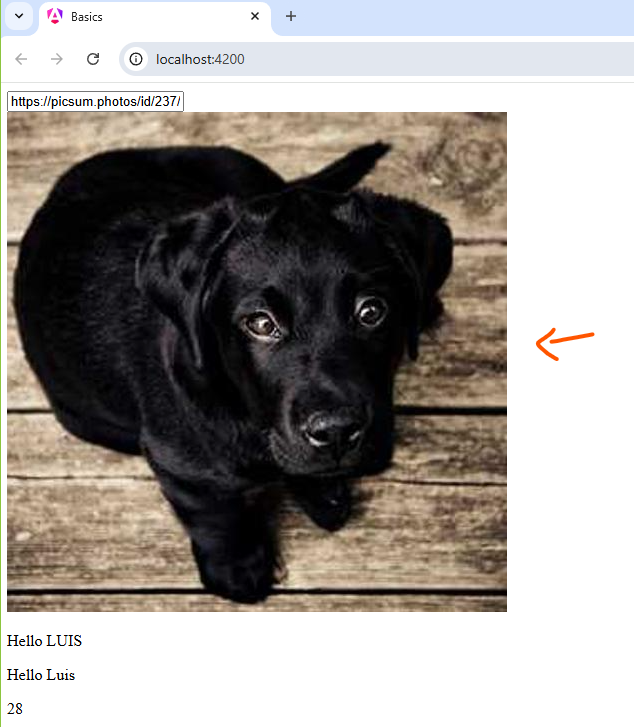 Basics
localhost:4200
https://picsum.photos/id/237/
Hello LUIS
Hello Luis
28